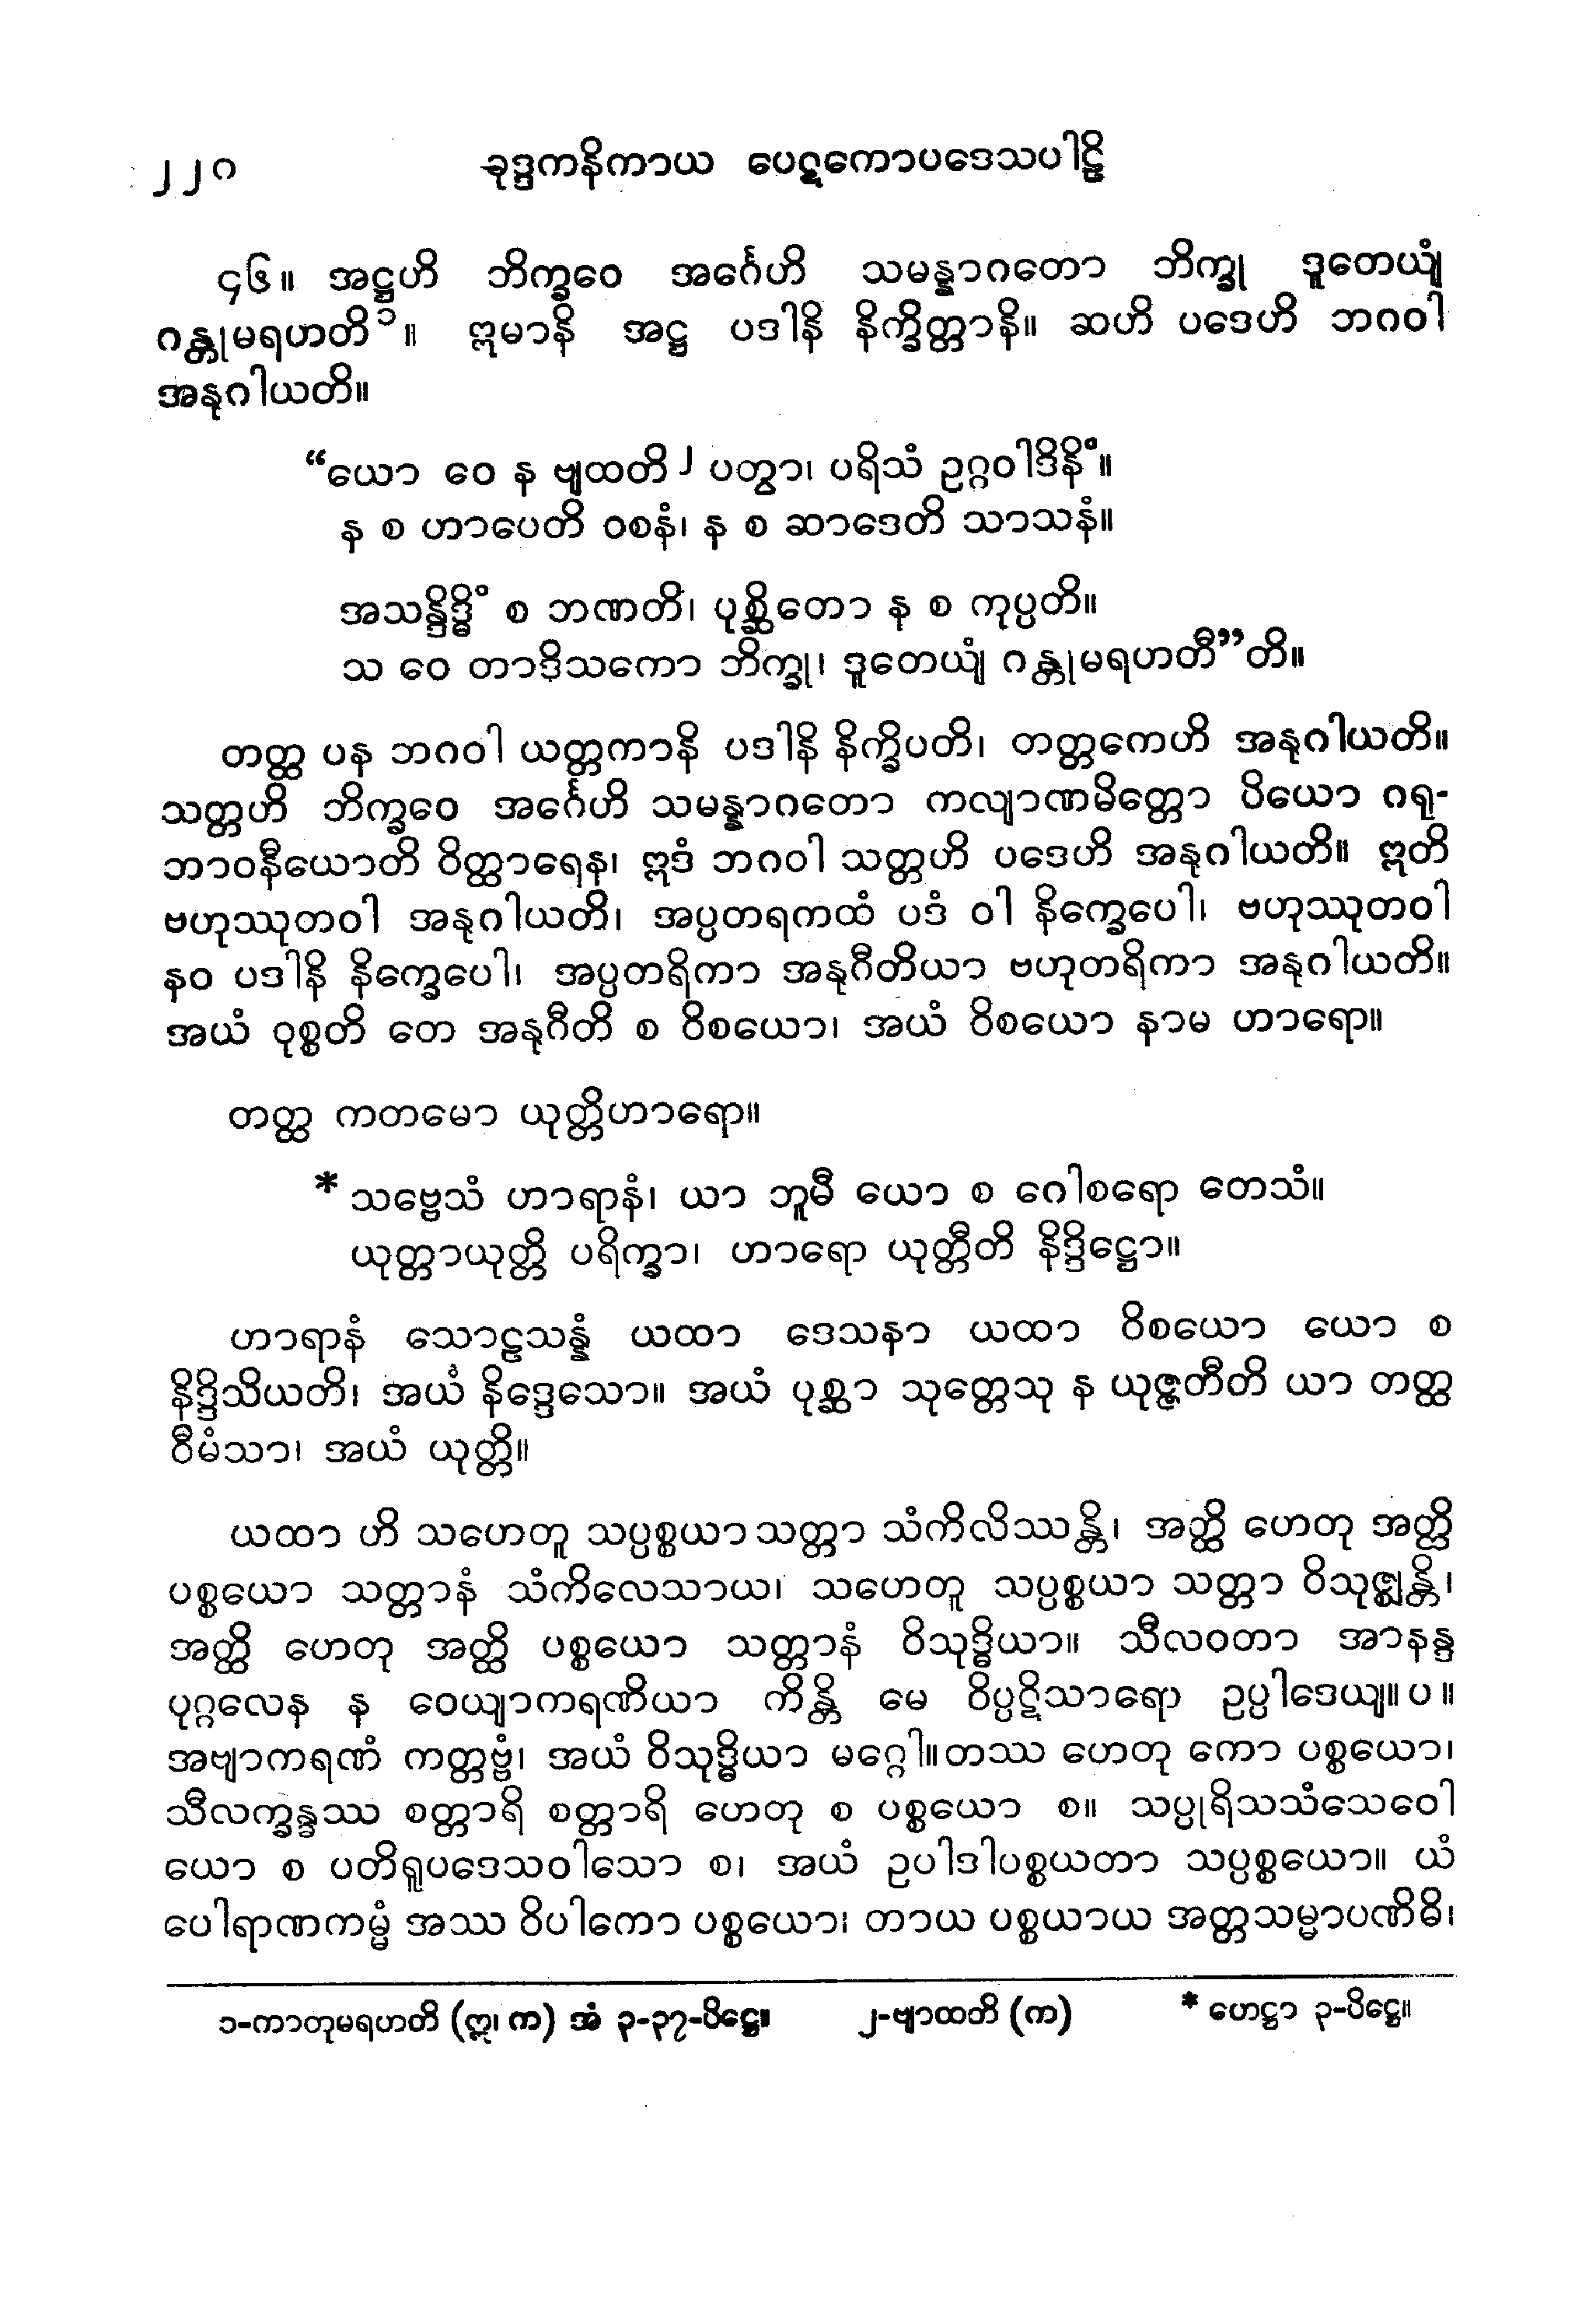 ၂၂၀ ခုဒ္ဒကနိကာယ ပေဋကောပဒေသပါဠိ
၄၆။ အဋ္ဌဟိ ဘိက္ခဝေ အင်္ဂေဟိ သမန္နာဂတော ဘိက္ခု ဒူတေယျံ
ဂန္တုမရဟတိ၁။ ဣမာနိ အဋ္ဌ ပဒါနိ နိက္ခိတ္တာနိ။ ဆဟိ ပဒေဟိ ဘဂဝါ
အနုဂါယတိ။
“ယော ဝေ န ဗျထတိ၂ ပတွာ၊ ပရိသံ ဥဂ္ဂဝါဒိနိံ။
န စ ဟာပေတိ ဝစနံ၊ န စ ဆာဒေတိ သာသနံ။
အသန္ဒိဒ္ဓိံ စ ဘဏတိ၊ ပုစ္ဆိတော န စ ကုပ္ပတိ။
သ ဝေ တာဒိသကော ဘိက္ခု၊ ဒူတေယျံ ဂန္တုမရဟတီ”တိ။
တတ္ထ ပန ဘဂဝါ ယတ္တကာနိ ပဒါနိ နိက္ခိပတိ၊ တတ္တကေဟိ အနုဂါယတိ။
သတ္တဟိ ဘိက္ခဝေ အင်္ဂေဟိ သမန္နာဂတော ကလျာဏမိတ္တော ပိယော ဂရု-
ဘာဝနီယောတိ ဝိတ္ထာရေန၊ ဣဒံ ဘဂဝါ သတ္တဟိ ပဒေဟိ အနုဂါယတိ။ ဣတိ
ဗဟုဿုတဝါ အနုဂါယတိ၊ အပ္ပတရကထံ ပဒံ ဝါ နိက္ခေပေါ၊ ဗဟုဿုတဝါ
နဝ ပဒါနိ နိက္ခေပေါ၊ အပ္ပတရိကာ အနုဂီတိယာ ဗဟုတရိကာ အနုဂါယတိ။
အယံ ဝုစ္စတိ တေ အနုဂီတိ စ ဝိစယော၊ အယံ ဝိစယော နာမ ဟာရော။
တတ္ထ ကတမော ယုတ္တိဟာရော။
* သဗ္ဗေသံ ဟာရာနံ၊ ယာ ဘူမီ ယော စ ဂေါစရော တေသံ။
ယုတ္တာယုတ္တိ ပရိက္ခာ၊ ဟာရော ယုတ္တီတိ နိဒ္ဒိဋ္ဌော။
ဟာရာနံ သောဠသန္နံ ယထာ ဒေသနာ ယထာ ဝိစယော ယော စ
နိဒ္ဒိသိယတိ၊ အယံ နိဒ္ဒေသော။ အယံ ပုစ္ဆာ သုတ္တေသု န ယုဇ္ဇတီတိ ယာ တတ္ထ
ဝီမံသာ၊ အယံ ယုတ္တိ။
ယထာ ဟိ သဟေတူ သပ္ပစ္စယာ သတ္တာ သံကိလိဿန္တိ၊ အတ္ထိ ဟေတု အတ္ထိ
ပစ္စယော သတ္တာနံ သံကိလေသာယ၊ သဟေတူ သပ္ပစ္စယာ သတ္တာ ဝိသုဇ္ဈန္တိ၊
အတ္ထိ ဟေတု အတ္ထိ ပစ္စယော သတ္တာနံ ဝိသုဒ္ဓိယာ။ သီလဝတာ အာနန္ဒ
ပုဂ္ဂလေန န ဝေယျာကရဏိယာ ကိန္တိ မေ ဝိပ္ပဋိသာရော ဥပ္ပါဒေယျ။ ပ ။
အဗျာကရဏံ ကတ္တဗ္ဗံ၊ အယံ ဝိသုဒ္ဓိယာ မဂ္ဂေါ။ တဿ ဟေတု ကော ပစ္စယော၊
သီလက္ခန္ဓဿ စတ္တာရိ စတ္တာရိ ဟေတု စ ပစ္စယော စ။ သပ္ပုရိသသံသေဝေါ
ယော စ ပတိရူပဒေသဝါသော စ၊ အယံ ဥပါဒါပစ္စယတာ သပ္ပစ္စယော။ ယံ
ပေါရာဏကမ္မံ အဿ ဝိပါကော ပစ္စယော၊ တာယ ပစ္စယာယ အတ္တသမ္မာပဏိဓိ၊
၁-ကာတုမရဟတိ (ဣ၊ က) အံ ၃-၃၇-ပိဋ္ဌေ။ ၂-ဗျာထတိ (က) * ဟေဋ္ဌာ ၃-ပိဋ္ဌေ။